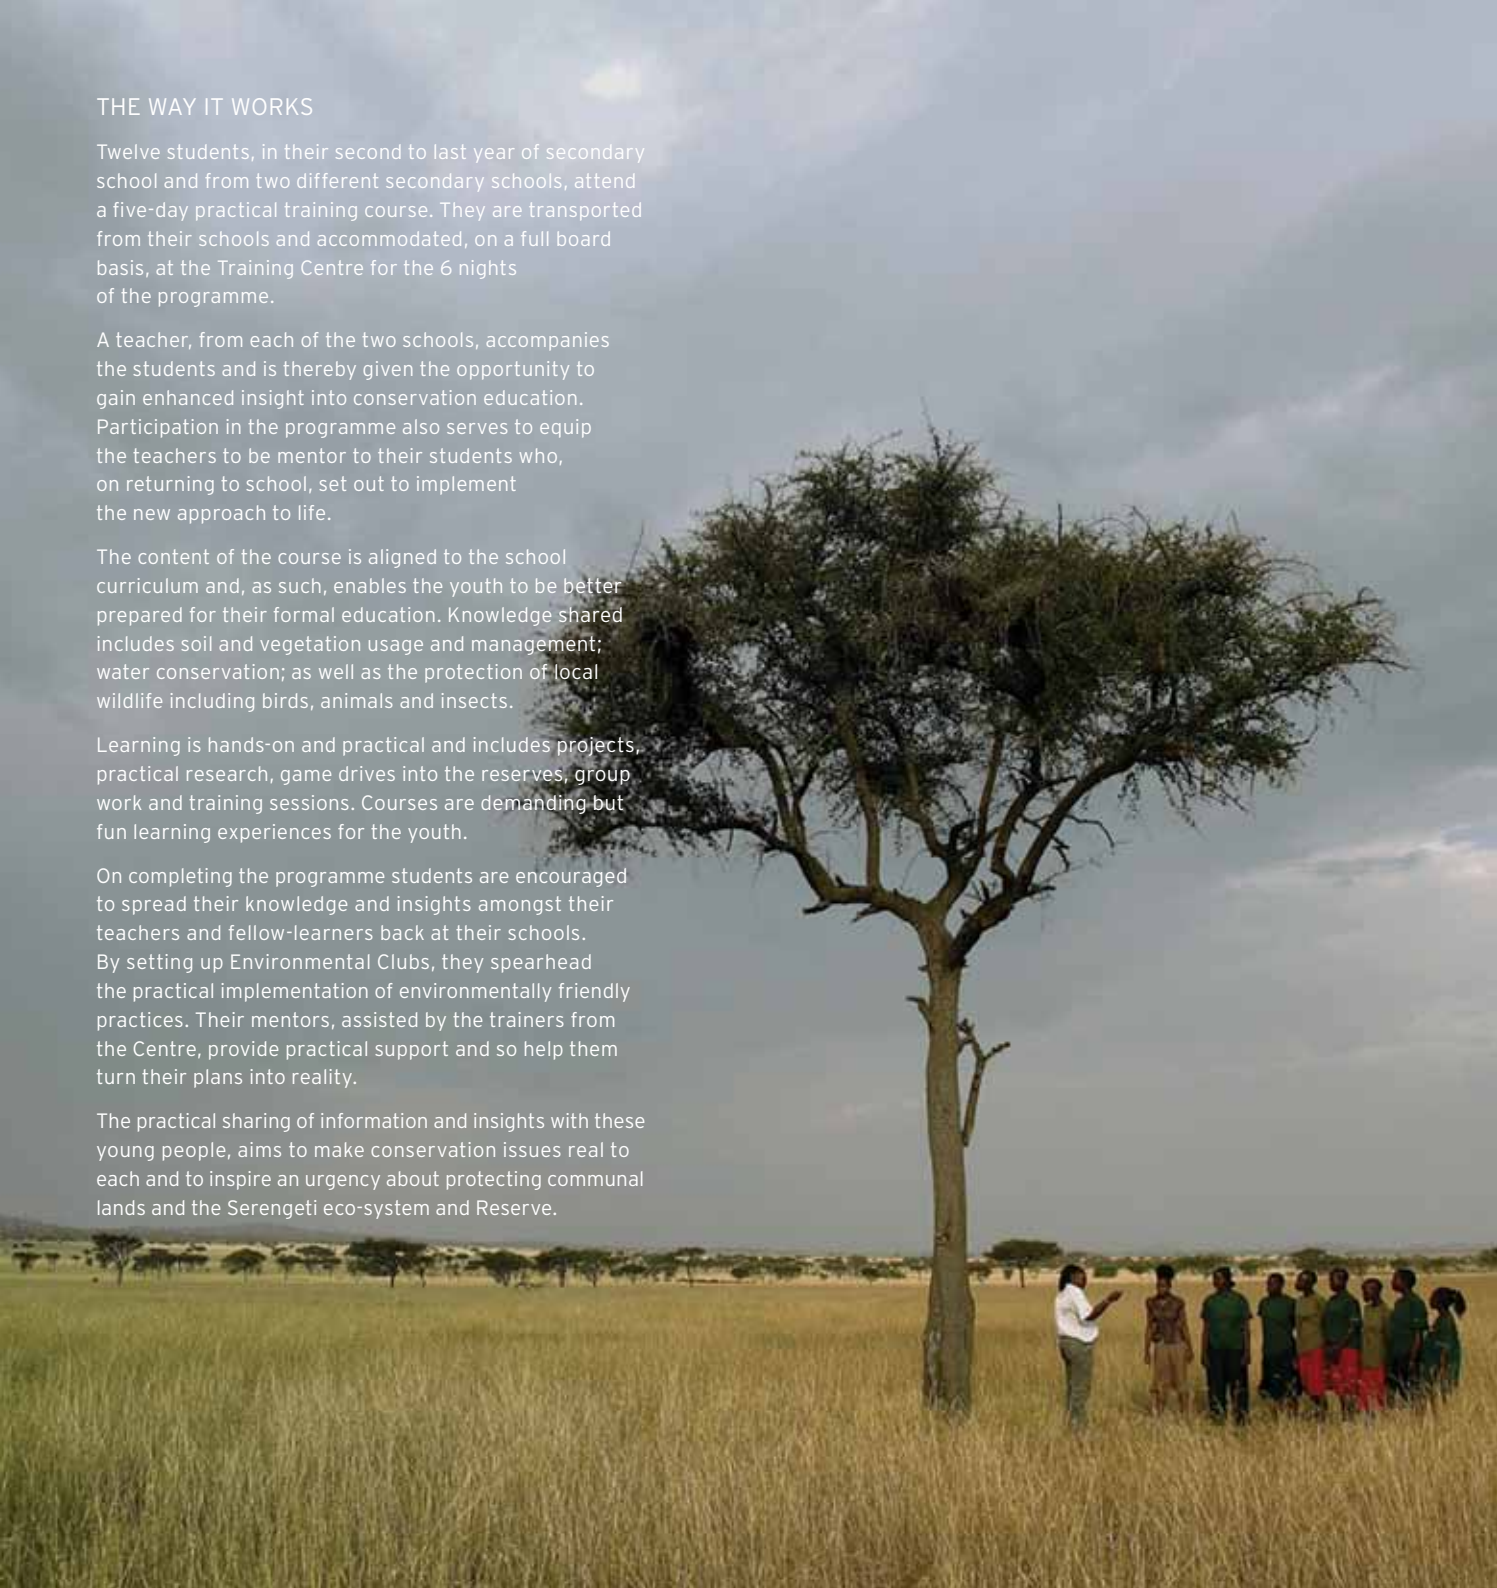 THE WAY IT WORKS
Twelve students, in their second to last year of secondary
school and from two different secondary schools, attend
a five-day practical training course. They are transported
from their schools and accommodated, on a full board
basis, at the Training Centre for the 6 nights
of the programme.
A teacher, from each of the two schools, accompanies
the students and is thereby given the opportunity to
gain enhanced insight into conservation education.
Participation in the programme also serves to equip
the teachers to be mentor to their students who,
on returning to school, set out to implement
the new approach to life.
The content of the course is aligned to the school
curriculum and, as such, enables the youth to be better
prepared for their formal education. Knowledge shared
includes soil and vegetation usage and management;
water conservation; as well as the protection of local
wildlife including birds, animals and insects.
Learning is hands-on and practical and includes projects,
practical research, game drives into the reserves, group
work and training sessions. Courses are demanding but
fun learning experiences for the youth.
On completing the programme students are encouraged
to spread their knowledge and insights amongst their
teachers and fellow-learners back at their schools.
By setting up Environmental Clubs, they spearhead
the practical implementation of environmentally friendly
practices. Their mentors, assisted by the trainers from
the Centre, provide practical support and so help them
turn their plans into reality.
The practical sharing of information and insights with these
young people, aims to make conservation issues real to
each and to inspire an urgency about protecting communal
lands and the Serengeti eco-system and Reserve.